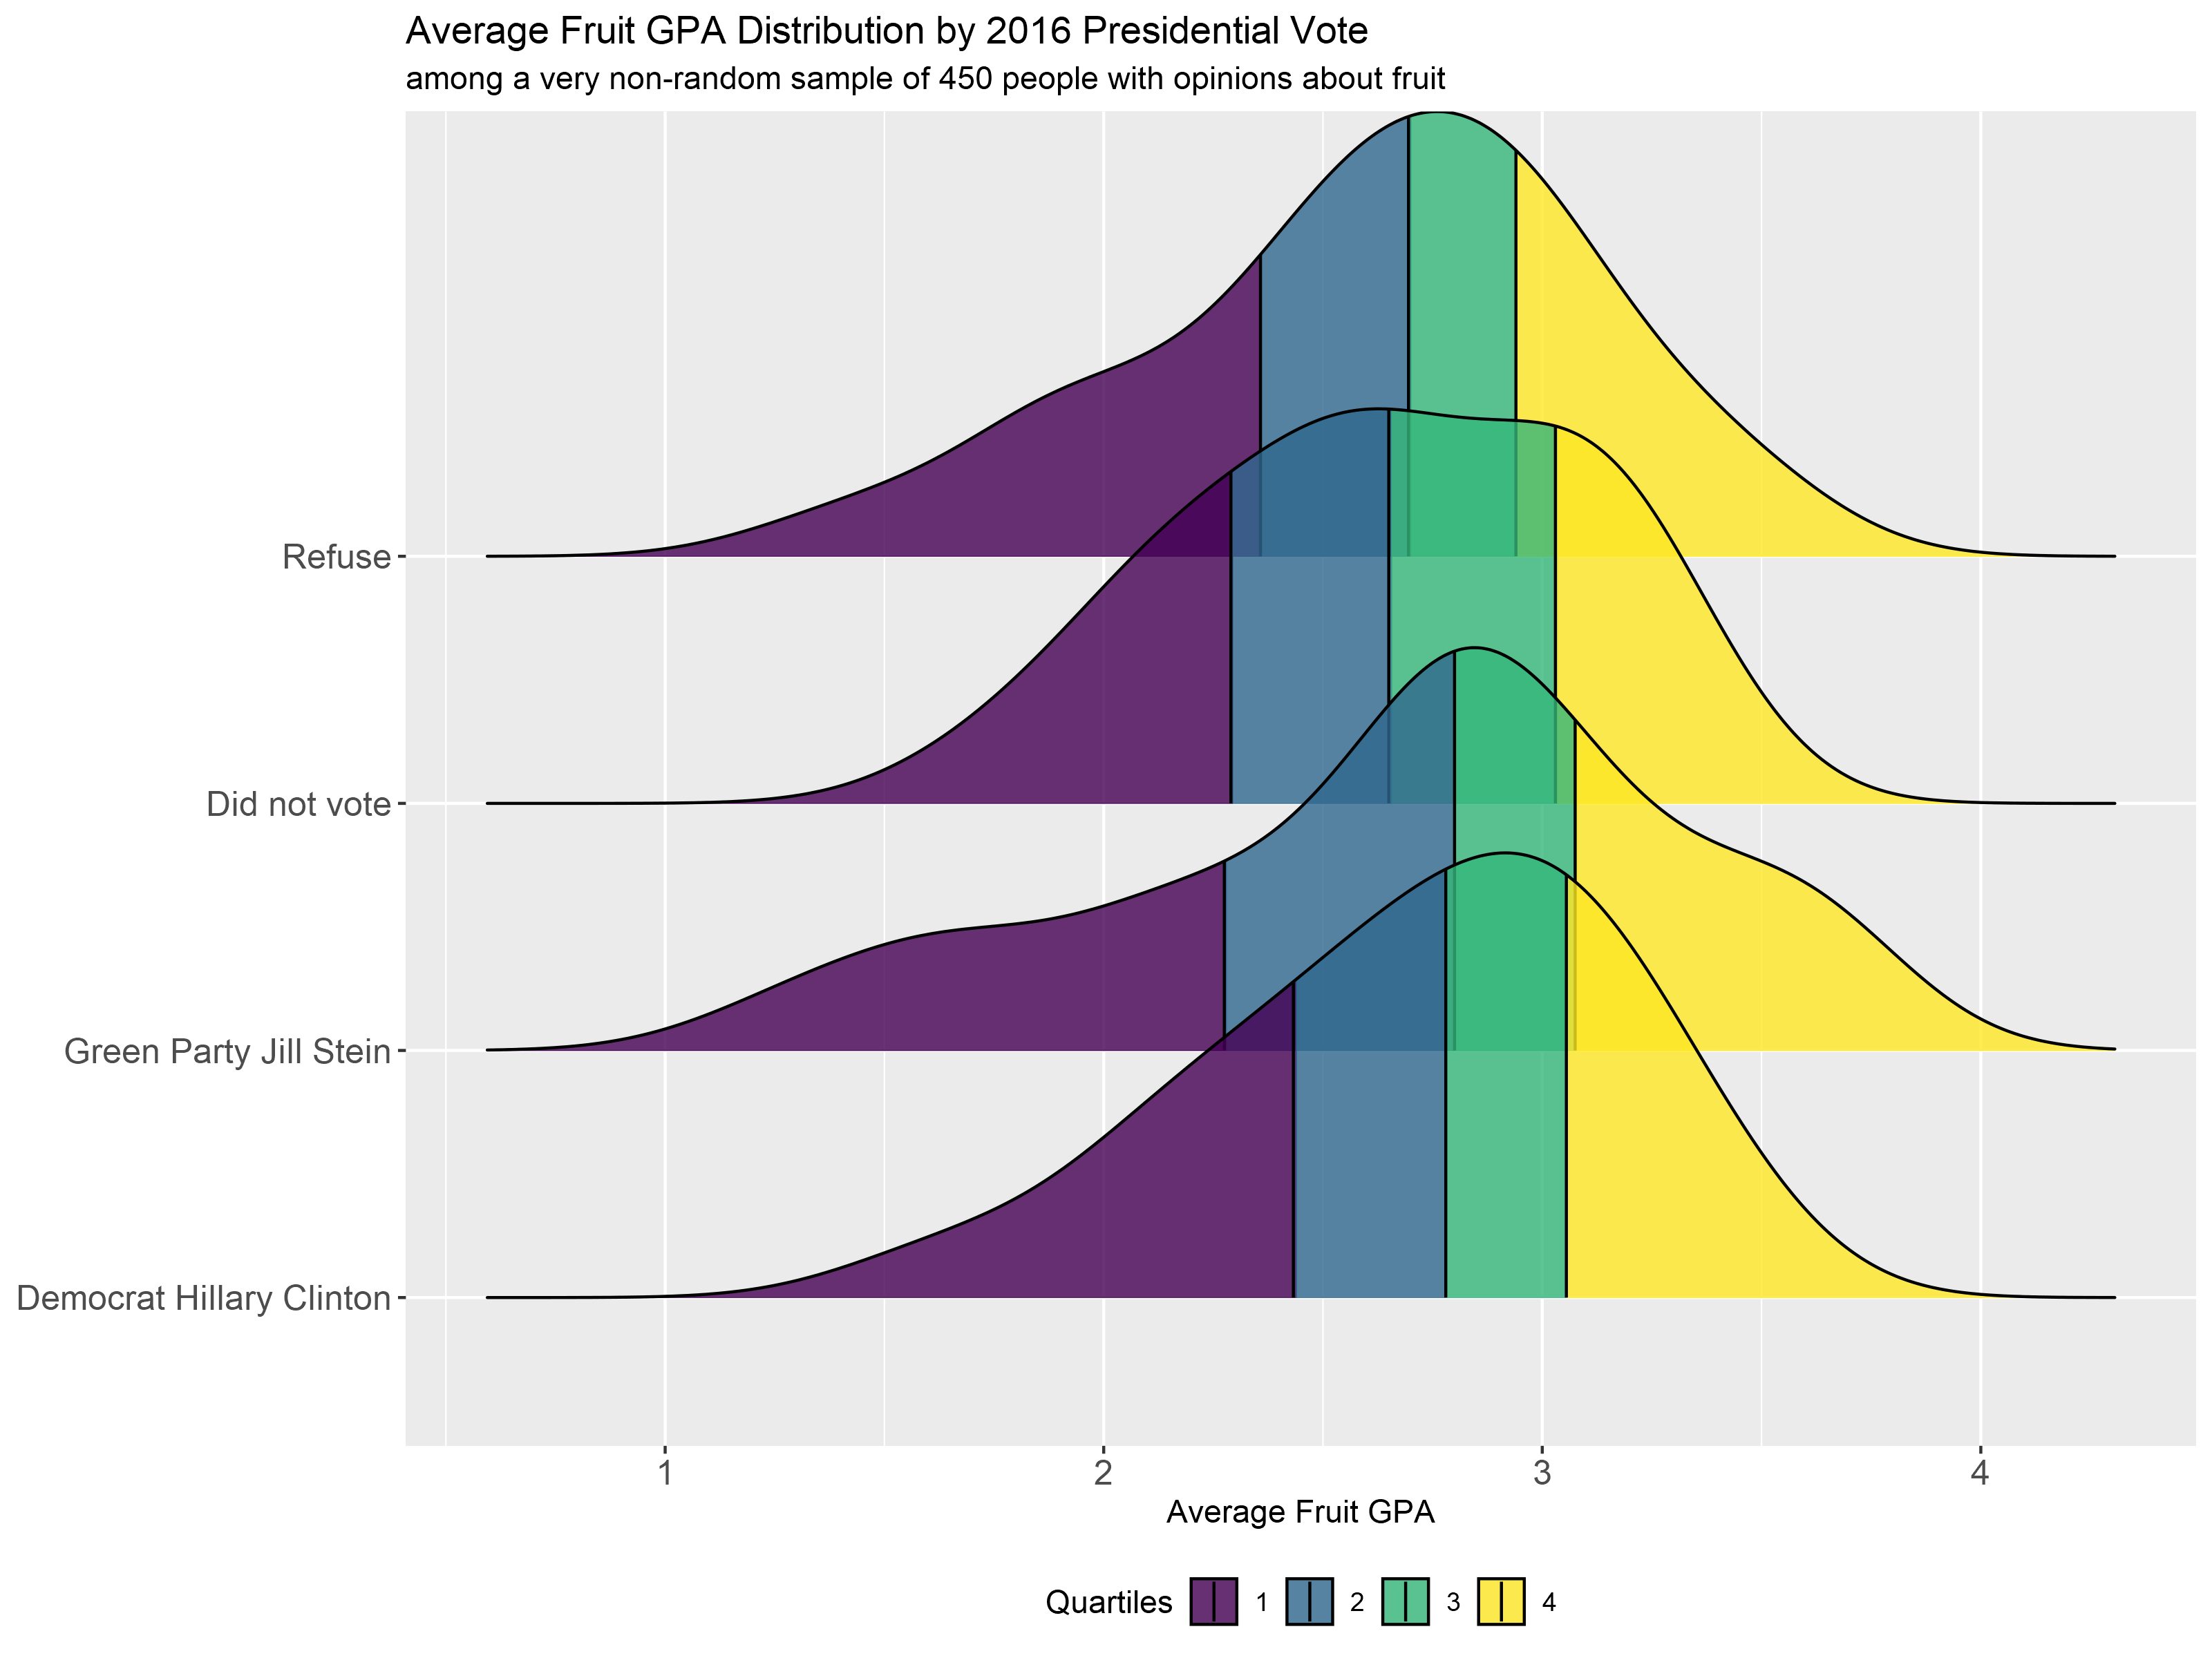 Average Fruit GPA Distribution by 2016 Presidential Vote
among a very non-random sample of 450 people with opinions about fruit
Refuse
Did not vote
Green Party Jill Stein
Democrat Hillary Clinton
1 2 3 4
Average Fruit GPA
Quartiles 1 2 3 4